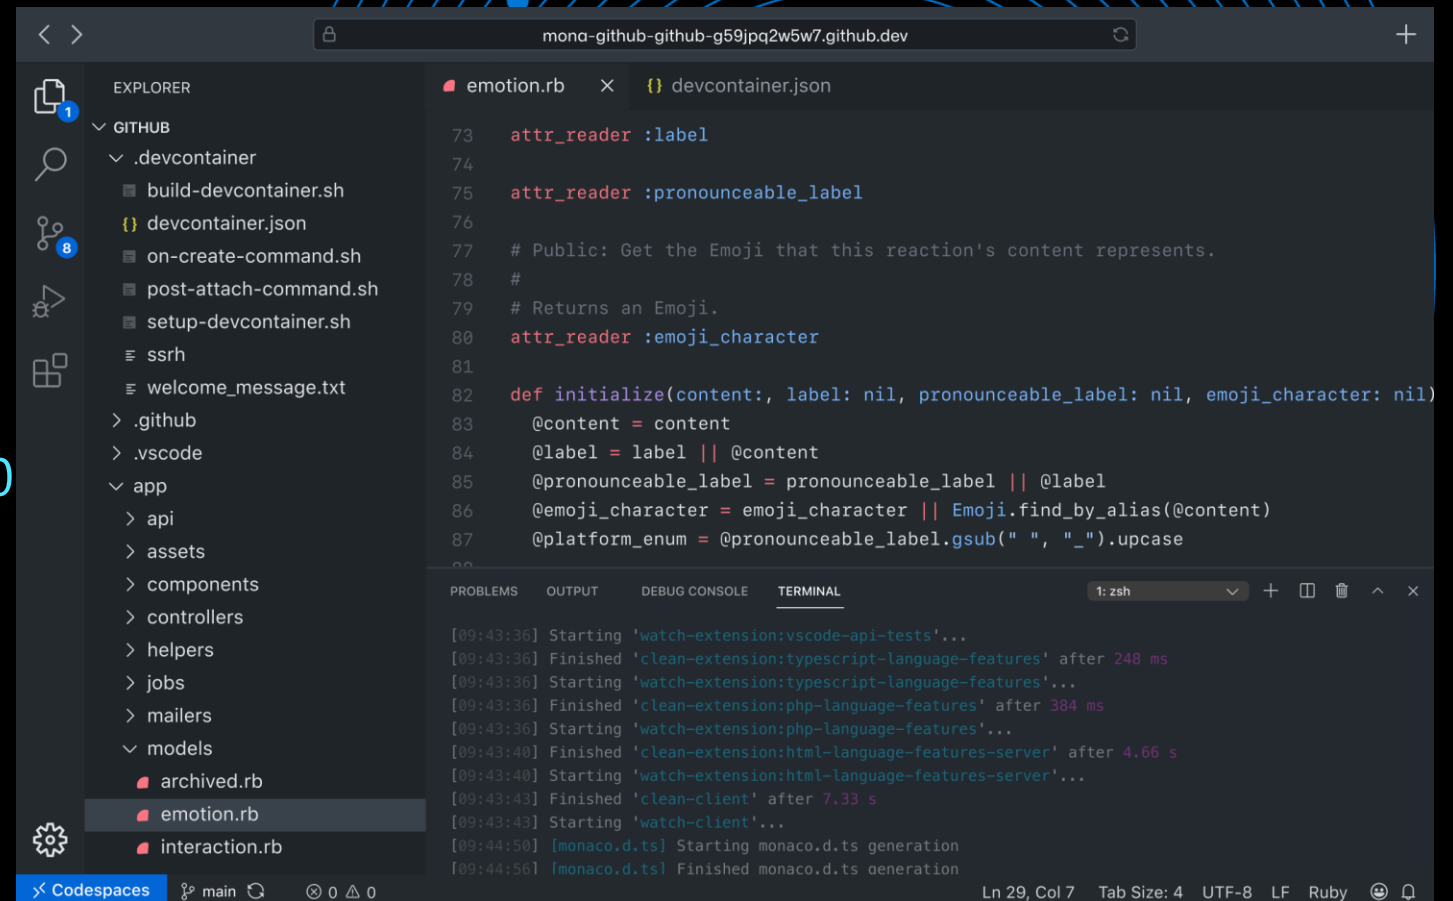 mona-github-github-g59jpq2w5w7.github.dev
1
8
EXPLORER
GITHUB
.devcontainer
build-devcontainer.sh
{} devcontainer.json
on-create-command.sh
post-attach-command.sh
setup-devcontainer.sh
ssrh
welcome_message.txt
.github
.vscode
app
api
assets
components
controllers
helpers
jobs
mailers
models
archived.rb
emotion.rb
interaction.rb
emotion.rb
{} devcontainer.json
73 attr_reader :label
74
75 attr_reader :pronounceable_label
76
77 # Public: Get the Emoji that this reaction's content represents.
78 #
79 # Returns an Emoji.
80 attr_reader :emoji_character
81
82 def initialize(content:, label: nil, pronounceable_label: nil, emoji_character: nil)
83 @content = content
84 @label = label || @content
85 @pronounceable_label = pronounceable_label || @label
86 @emoji_character = emoji_character || Emoji.find_by_alias(@content)
87 @platform_enum = @pronounceable_label.gsub(" ", "_").upcase
PROBLEMS OUTPUT DEBUG CONSOLE TERMINAL 1: zsh
[09:43:36] Starting 'watch-extension:vscode-api-tests'...
[09:43:36] Finished 'clean-extension:typescript-language-features' after 248 ms
[09:43:36] Starting 'watch-extension:typescript-language-features'...
[09:43:36] Finished 'clean-extension:php-language-features' after 384 ms
[09:43:36] Starting 'watch-extension:php-language-features'...
[09:43:40] Finished 'clean-extension:html-language-features-server' after 4.66 s
[09:43:40] Starting 'watch-extension:html-language-features-server'...
[09:43:43] Finished 'clean-client' after 7.33 s
[09:43:43] Starting 'watch-client'...
[09:44:50] [monaco.d.ts] Starting monaco.d.ts generation
[09:44:56] [monaco.d.ts] Finished monaco.d.ts generation
Codespaces main 0 0 Ln 29, Col 7 Tab Size: 4 UTF-8 LF Ruby